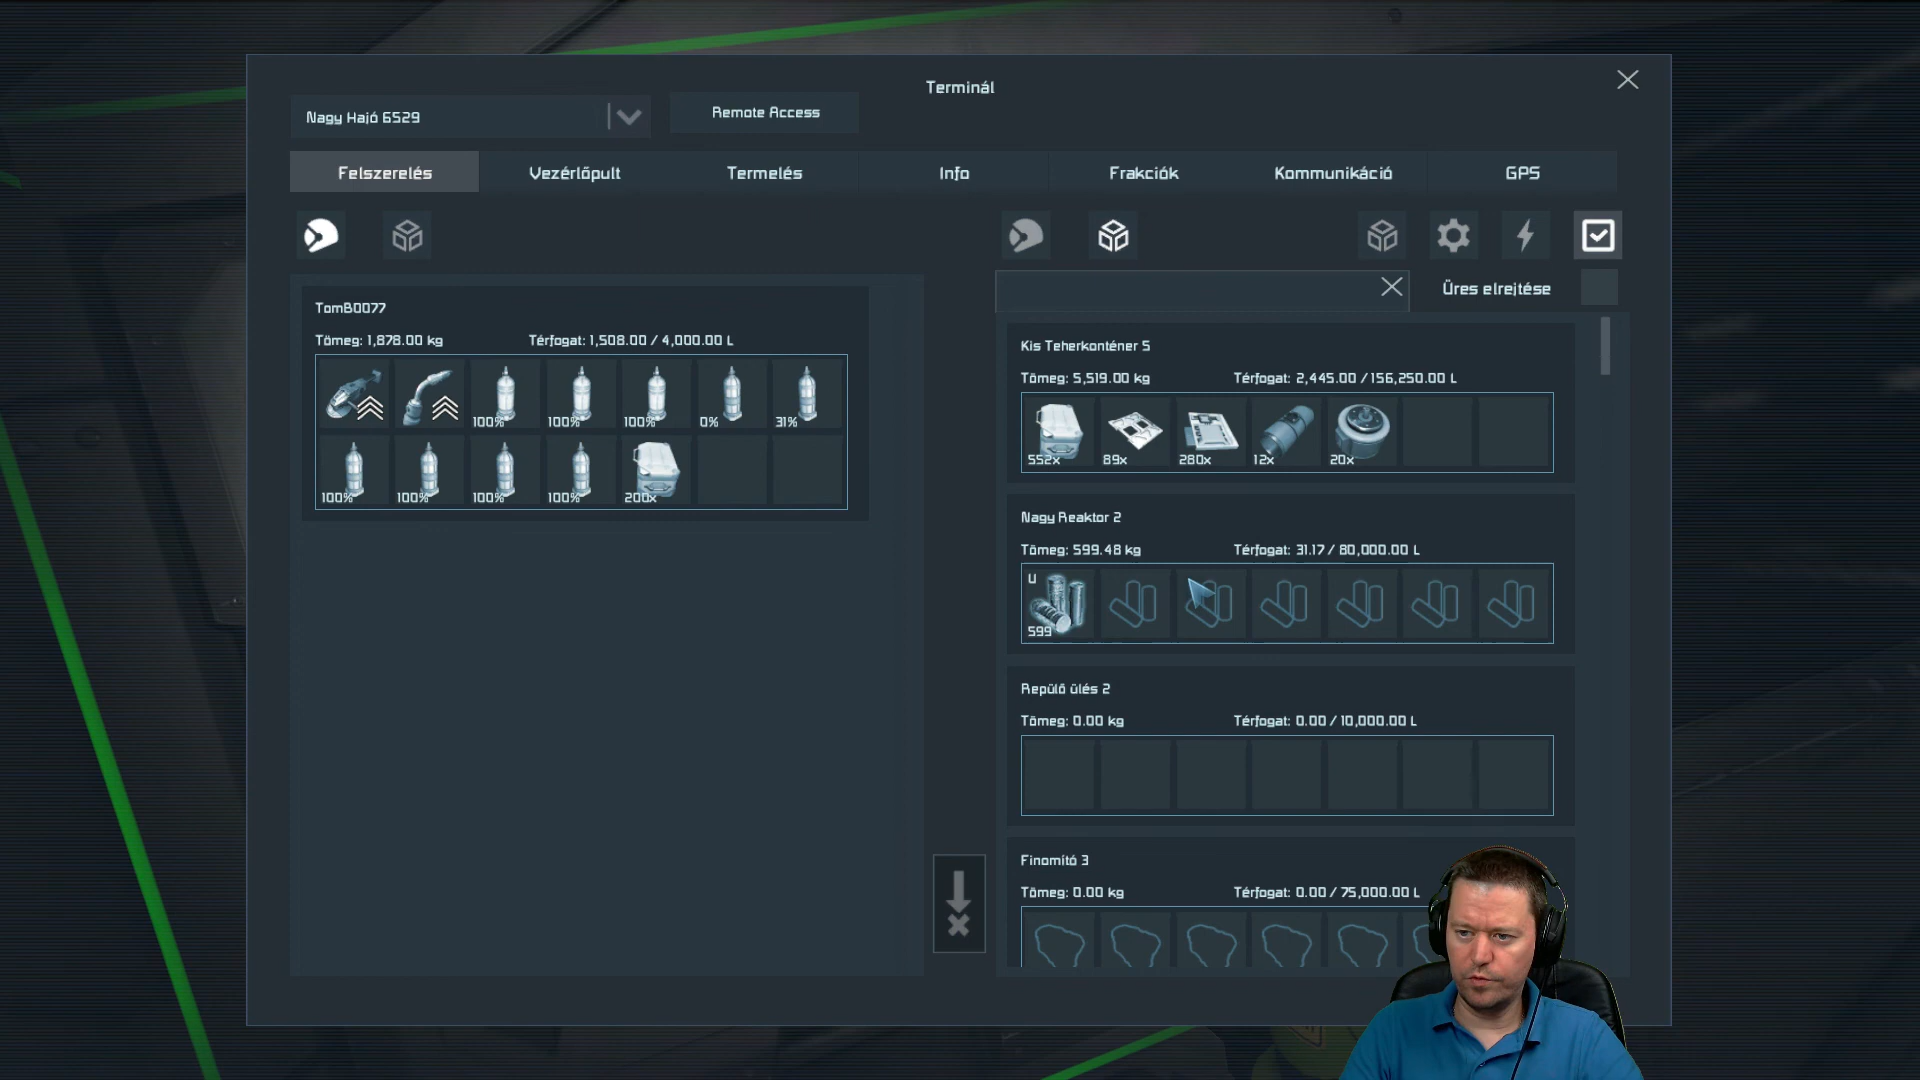 Terminál
Nagy Hajó 6529
Remote Access
Felszerelés
Vezérlőpult
Termelés
Info
Frakciók
Kommunikáció
GPS
Üres elrejtése
TomB0077
Tömeg: 1,878.00 kg
Térfogat: 1,508.00 / 4,000.00 L
100%
100%
100%
0%
31%
100%
100%
100%
100%
200x
Kis Teherkonténer 5
Tömeg: 5,519.00 kg
Térfogat: 2,445.00 / 156,250.00 L
552x
89x
280x
12x
20x
Nagy Reaktor 2
Tömeg: 599.48 kg
Térfogat: 31.17 / 80,000.00 L
U
599
Repülő ülés 2
Tömeg: 0.00 kg
Térfogat: 0.00 / 10,000.00 L
Finomító 3
Tömeg: 0.00 kg
Térfogat: 0.00 / 75,000.00 L